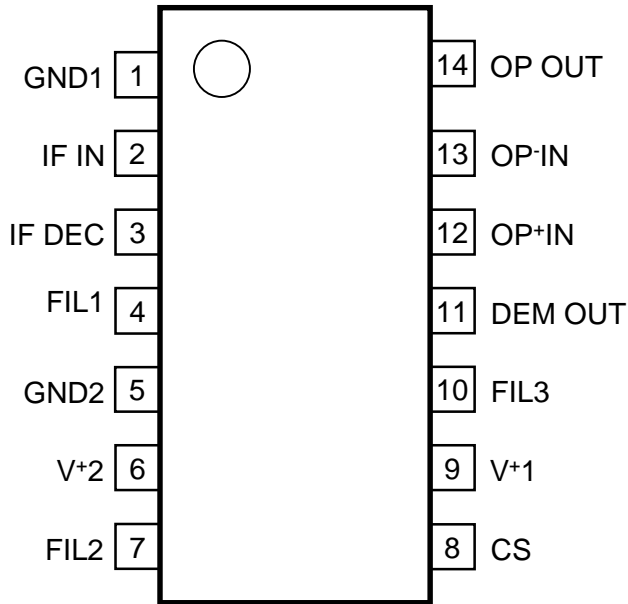 GND1 1 14 OP OUT
IF IN 2 13 OP-IN
IF DEC 3 12 OP+IN
FIL1 4 11 DEM OUT
GND2 5 10 FIL3
V+2 6 9 V+1
FIL2 7 8 CS